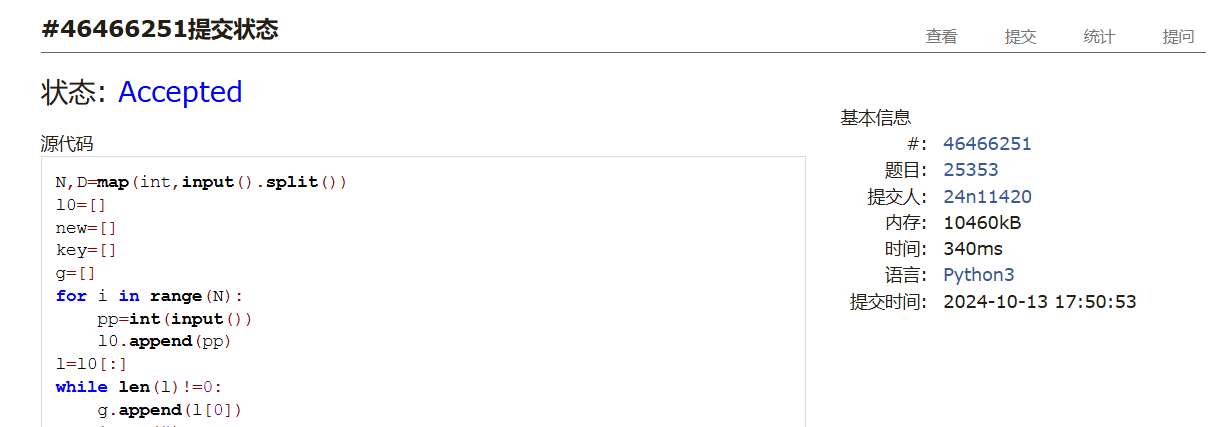 #46466251提交状态
查看 提交 统计 提问
状态: Accepted
源代码
N,D=map(int,input().split())
l0=[]
new=[]
key=[]
g=[]
for i in range(N):
    pp=int(input())
    l0.append(pp)
l=l0[:]
while len(l)!=0:
    g.append(l[0])
基本信息
#: 46466251
题目: 25353
提交人: 24n11420
内存: 10460kB
时间: 340ms
语言: Python3
提交时间: 2024-10-13 17:50:53